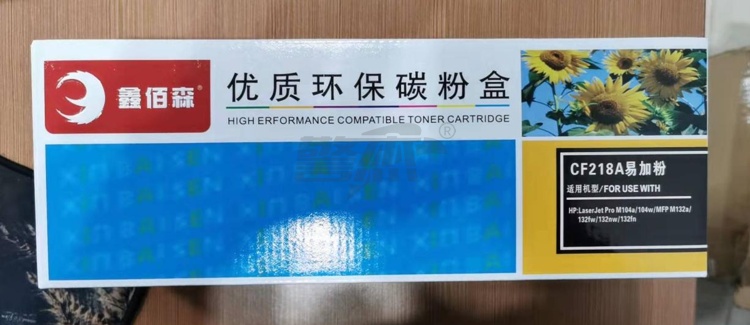 鑫佰森®
优质环保碳粉盒
HIGH ERFORMANCE COMPATIBLE TONER CARTRIDGE
CF218A易加粉
适用机型/FOR USE WITH
HP:LaserJet Pro M104a/104w/MFP M132a/
132fw/132nw/132fn